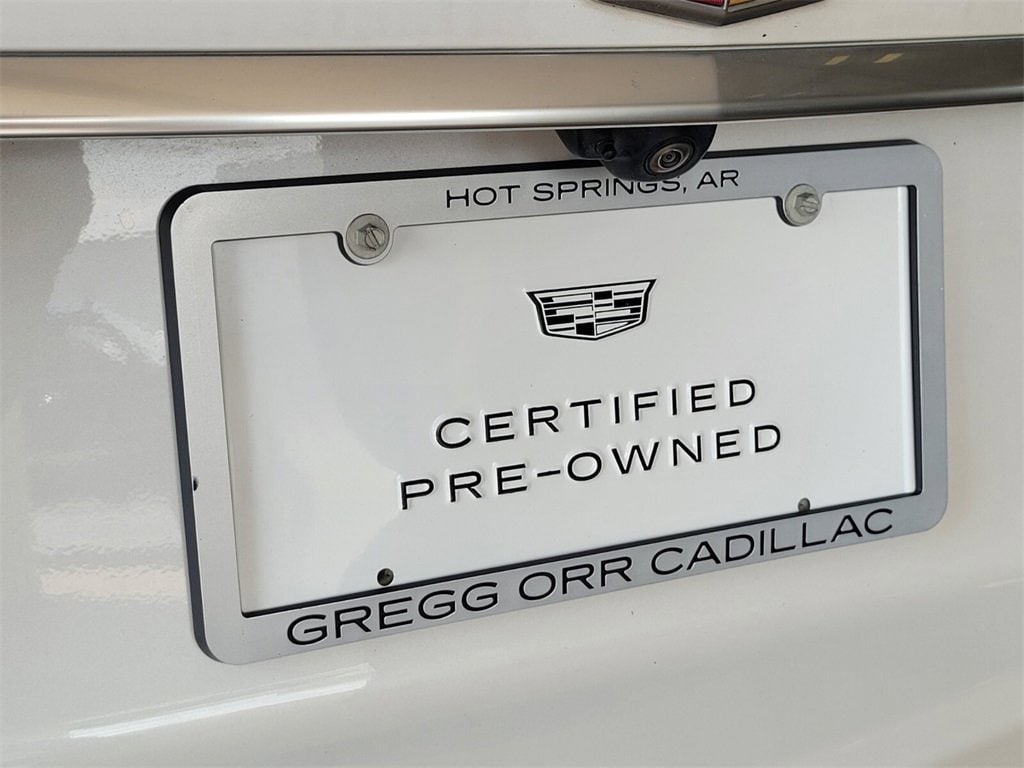 HOT SPRINGS, AR
CERTIFIED
PRE-OWNED
GREGG ORR CADILLAC